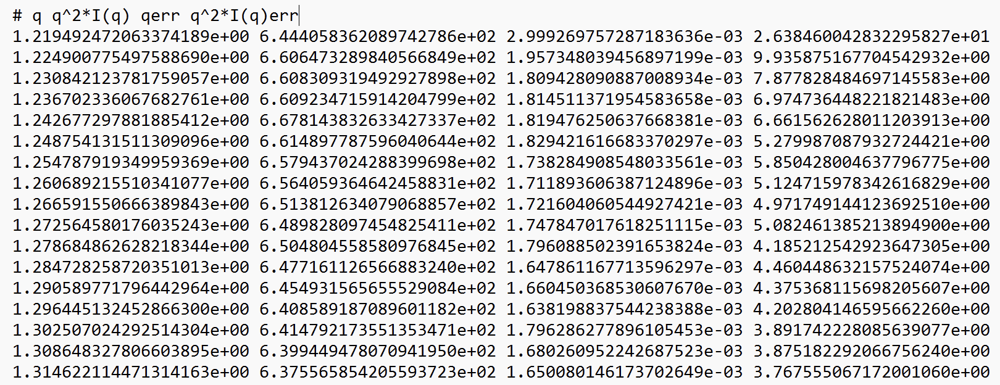 # q q^2*I(q) qerr q^2*I(q)err
1.219492472063374189e+00 6.444058362089742786e+02 2.999269757287183636e-03 2.638460042832295827e+01
1.224900775497588690e+00 6.606473289840566849e+02 1.957348039456897199e-03 9.935875167704542932e+00
1.230842123781759057e+00 6.608309319492927898e+02 1.809428090887008934e-03 7.877828484697145583e+00
1.236702336067682761e+00 6.609234715914204799e+02 1.814511371954583658e-03 6.974736448221821483e+00
1.242677297881885412e+00 6.678143832633427337e+02 1.819476250637668381e-03 6.661562628011203913e+00
1.248754131511309096e+00 6.614897787596040644e+02 1.829421616683370297e-03 5.279987087932724421e+00
1.254787919349959369e+00 6.579437024288399698e+02 1.738284908548033561e-03 5.850428004637796775e+00
1.260689215510341077e+00 6.564059364642458831e+02 1.711893606387124896e-03 5.124715978342616829e+00
1.266591550666389843e+00 6.513812634079068857e+02 1.721604060544927421e-03 4.971749144123692510e+00
1.272564580176035243e+00 6.489828097454825411e+02 1.747847017618251115e-03 5.082461385213894900e+00
1.278684862628218344e+00 6.504804558580976845e+02 1.796088502391653824e-03 4.185212542923647305e+00
1.284728258720351013e+00 6.477161126566883240e+02 1.647861167713596297e-03 4.460448632157524074e+00
1.290589771796442964e+00 6.454931565655529084e+02 1.660450368530607670e-03 4.375368115698205607e+00
1.296445132452866300e+00 6.408589187089601182e+02 1.638198837544238388e-03 4.202804146595662260e+00
1.302507024292514304e+00 6.414792173551353471e+02 1.796286277896105453e-03 3.891742228085639077e+00
1.308648327806603895e+00 6.399449478070941950e+02 1.680260952242687523e-03 3.875182292066756240e+00
1.314622114471314163e+00 6.375565854205593723e+02 1.650080146173702649e-03 3.767555067172001060e+00